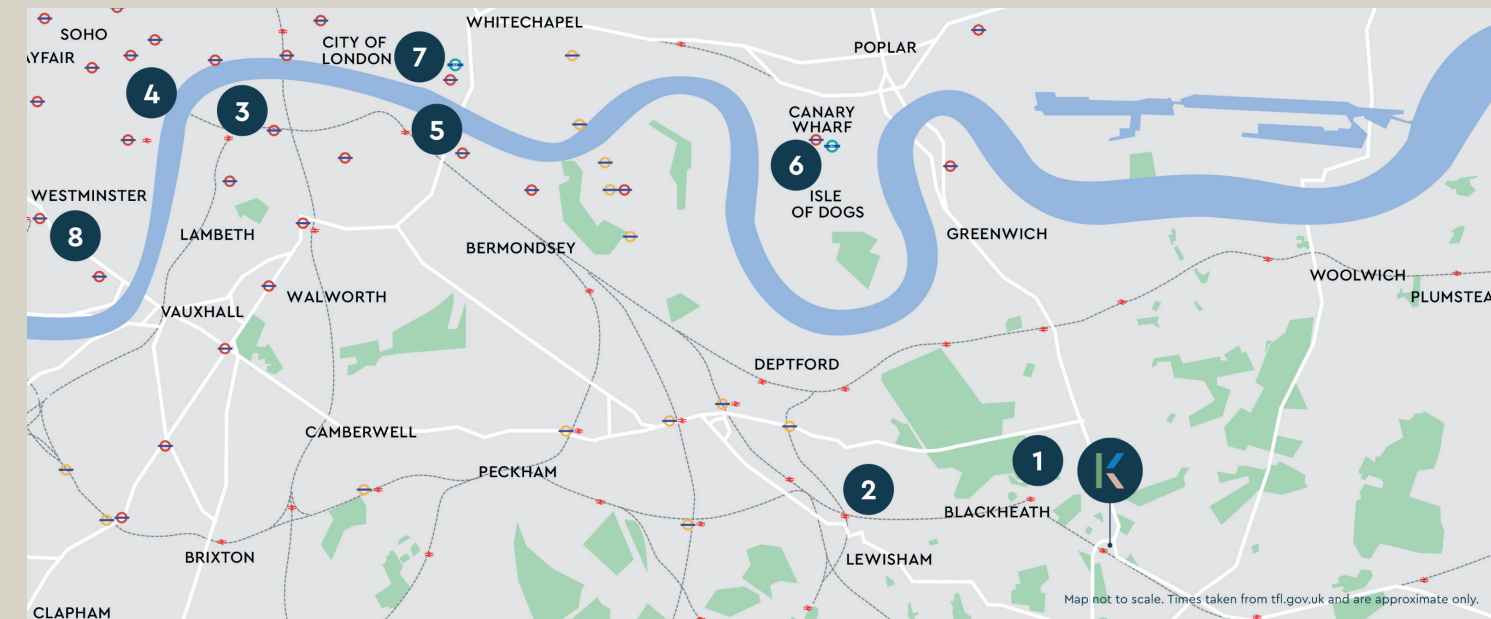 WHITECHAPEL
SOHO
CITY OF
LONDON
7
POPLAR
AYFAIR
4
3
5
CANARY
WHARF
6
WESTMINSTER
ISLE
OF DOGS
8
LAMBETH
BERMONDSEY
GREENWICH
WOOLWICH
WALWORTH
PLUMSTEA
VAUXHALL
DEPTFORD
CAMBERWELL
1
K
PECKHAM
2
BLACKHEATH
BRIXTON
LEWISHAM
Map not to scale. Times taken from tfl.gov.uk and are approximate only.
CLAPHAM